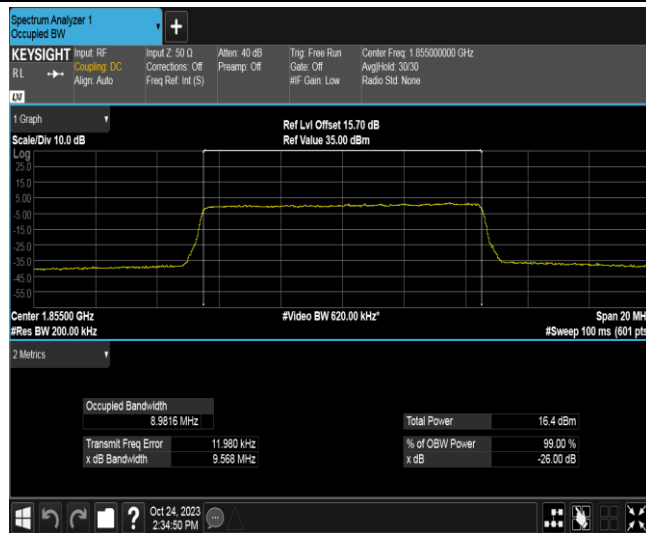 Spectrum Analyzer 1
Occupied BW
+
KEYSIGHT
RL
Input: RF
Coupling: DC
Align: Auto
Input Z: 50 Ω
Corrections: Off
Freq Ref: Int (S)
Atten: 40 dB
Preamp: Off
Trig: Free Run
Gate: Off
#IF Gain: Low
Center Freq: 1.855000000 GHz
Avg|Hold: 30/30
Radio Std: None
1 Graph
Scale/Div 10.0 dB
Ref Lvl Offset 15.70 dB
Ref Value 35.00 dBm
Log
25.0
15.0
5.00
-5.00
-15.0
-25.0
-35.0
-45.0
-55.0
Center 1.85500 GHz
#Res BW 200.00 kHz
#Video BW 620.00 kHz*
Span 20 MH
#Sweep 100 ms (601 pts
2 Metrics
Occupied Bandwidth
8.9816 MHz
Transmit Freq Error 11.980 kHz
x dB Bandwidth 9.568 MHz
Total Power 16.4 dBm
% of OBW Power 99.00 %
x dB -26.00 dB
?
Oct 24, 2023
2:34:50 PM